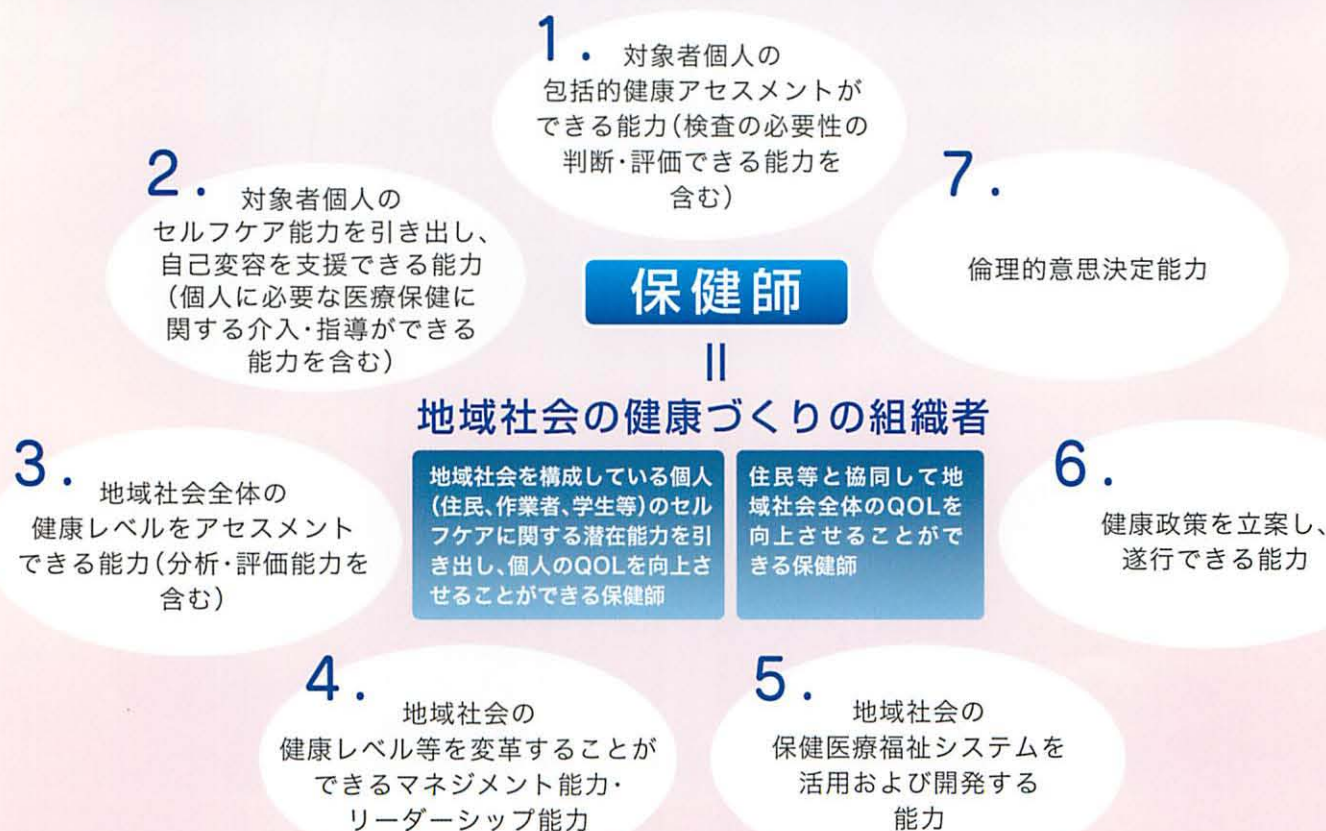 1.
対象者個人の
包括的健康アセスメントが
できる能力(検査の必要性の
判断・評価できる能力を
含む)
2.
対象者個人の
セルフケア能力を引き出し、
自己変容を支援できる能力
(個人に必要な医療保健に
関する介入・指導ができる
能力を含む)
3.
地域社会全体の
健康レベルをアセスメント
できる能力(分析・評価能力を
含む)
4.
地域社会の
健康レベル等を変革することが
できるマネジメント能力・
リーダーシップ能力
5.
地域社会の
保健医療福祉システムを
活用および開発する
能力
6.
健康政策を立案し、
遂行できる能力
7.
倫理的意思決定能力
保健師
=
地域社会の健康づくりの組織者
地域社会を構成している個人
(住民、作業者、学生等)のセル
フケアに関する潜在能力を引
き出し、個人のQOLを向上さ
せることができる保健師
住民等と協同して地
域社会全体のQOLを
向上させることがで
きる保健師